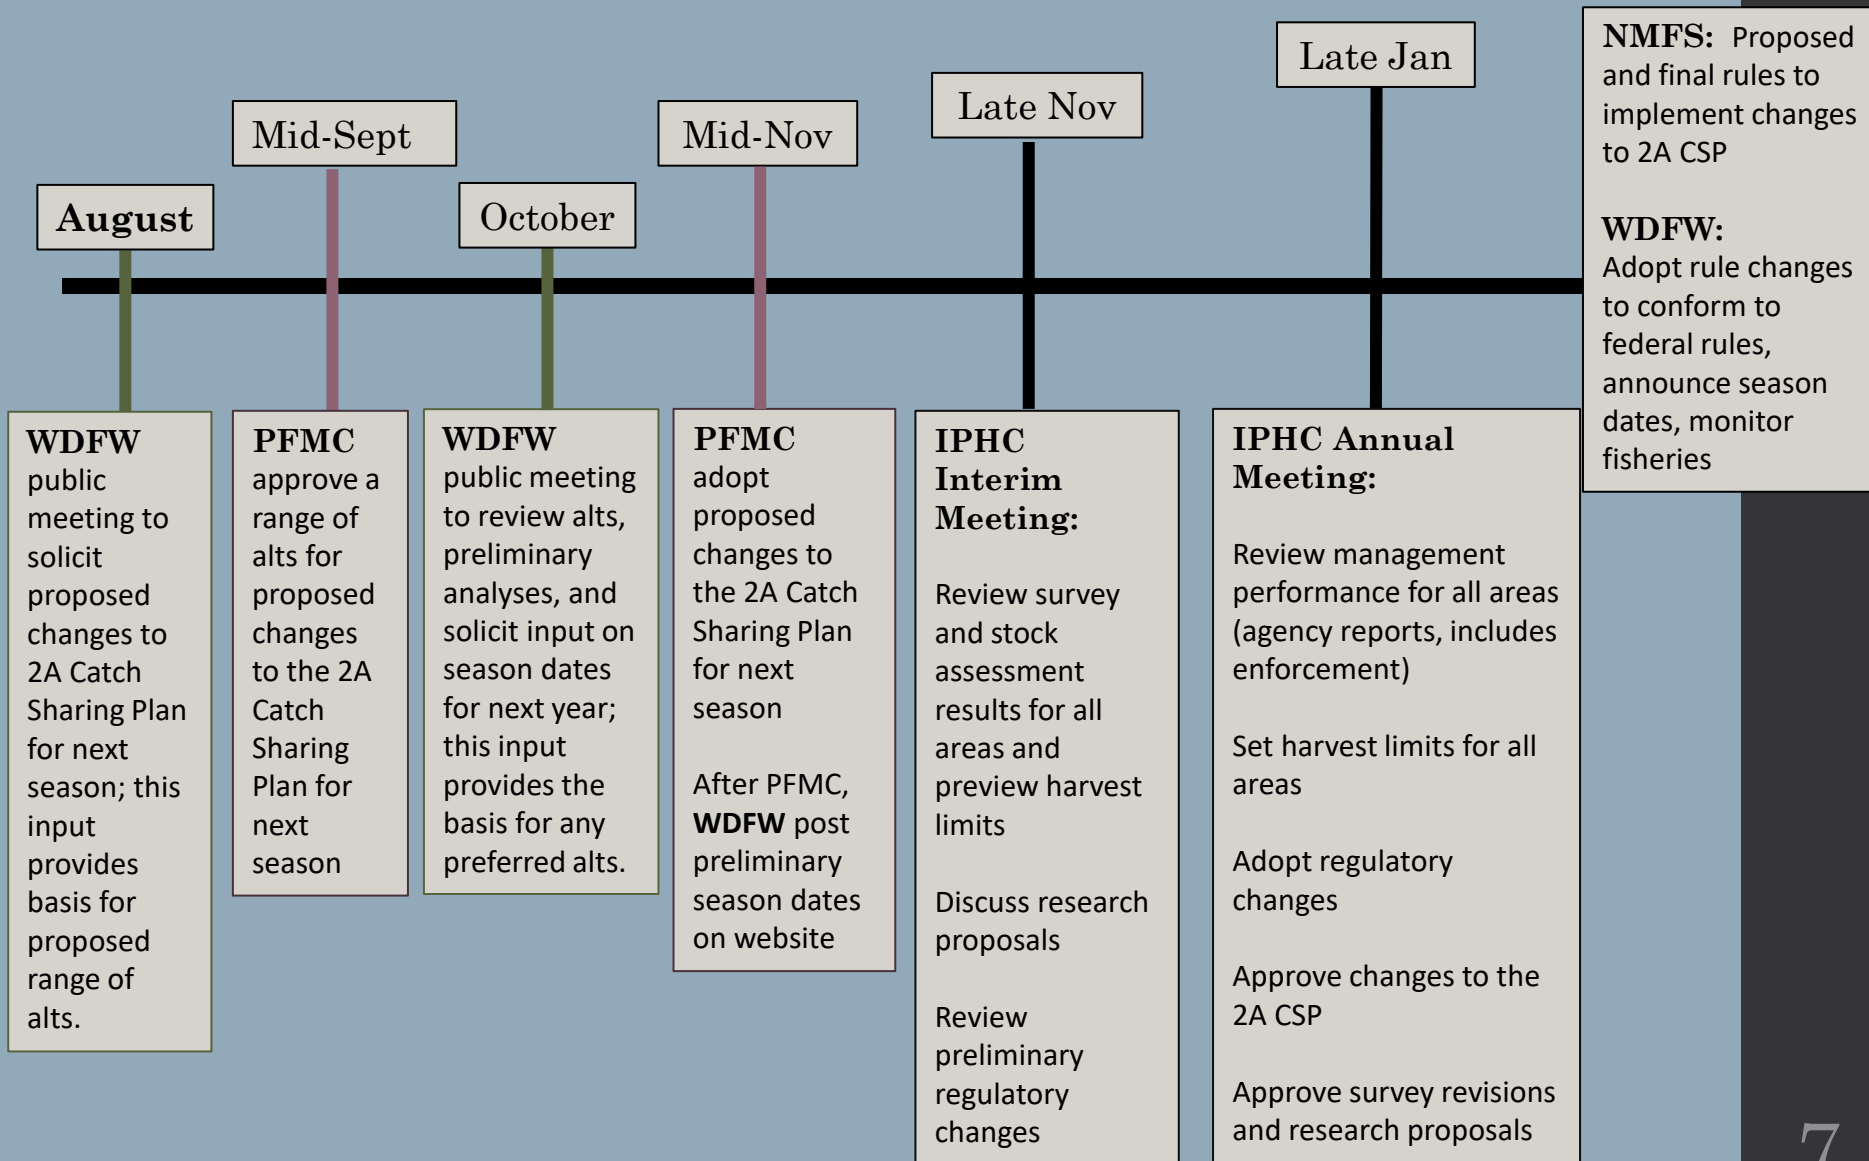 August
Mid-Sept
October
Mid-Nov
Late Nov
Late Jan
WDFW
public
meeting to
solicit
proposed
changes to
2A Catch
Sharing Plan
for next
season; this
input
provides
basis for
proposed
range of
alts.
PFMC
approve a
range of
alts for
proposed
changes
to the 2A
Catch
Sharing
Plan for
next
season
WDFW
public meeting
to review alts,
preliminary
analyses, and
solicit input on
season dates
for next year;
this input
provides the
basis for any
preferred alts.
PFMC
adopt
proposed
changes to
the 2A Catch
Sharing Plan
for next
season
After PFMC,
WDFW post
preliminary
season dates
on website
IPHC
Interim
Meeting:
Review survey
and stock
assessment
results for all
areas and
preview harvest
limits
Discuss research
proposals
Review
preliminary
regulatory
changes
IPHC Annual
Meeting:
Review management
performance for all areas
(agency reports, includes
enforcement)
Set harvest limits for all
areas
Adopt regulatory
changes
Approve changes to the
2A CSP
Approve survey revisions
and research proposals
NMFS: Proposed
and final rules to
implement changes
to 2A CSP
WDFW:
Adopt rule changes
to conform to
federal rules,
announce season
dates, monitor
fisheries
7